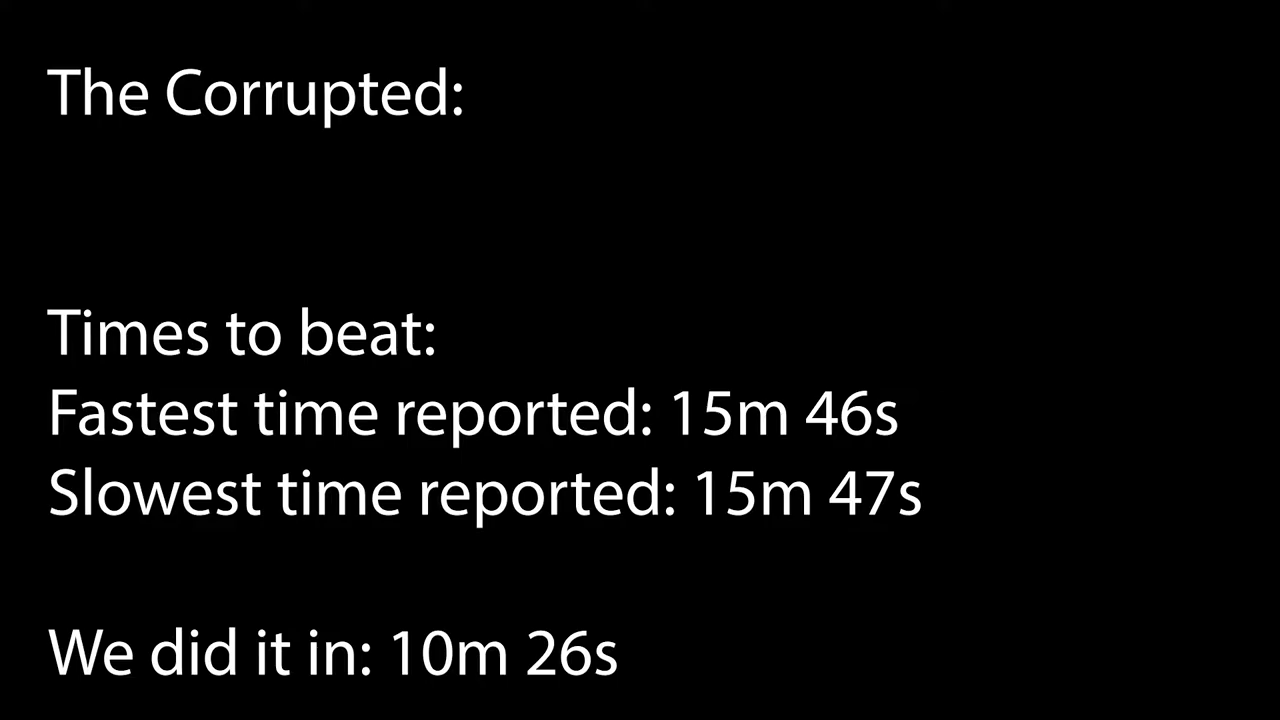 The Corrupted:
Times to beat:
Fastest time reported: 15m 46s
Slowest time reported: 15m 47s
We did it in: 10m 26s